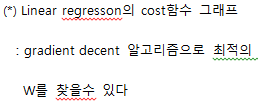 (*) Linear regresson의 cost함수 그래프
: gradient decent 알고리즘으로 최적의
W를 찾을수 있다